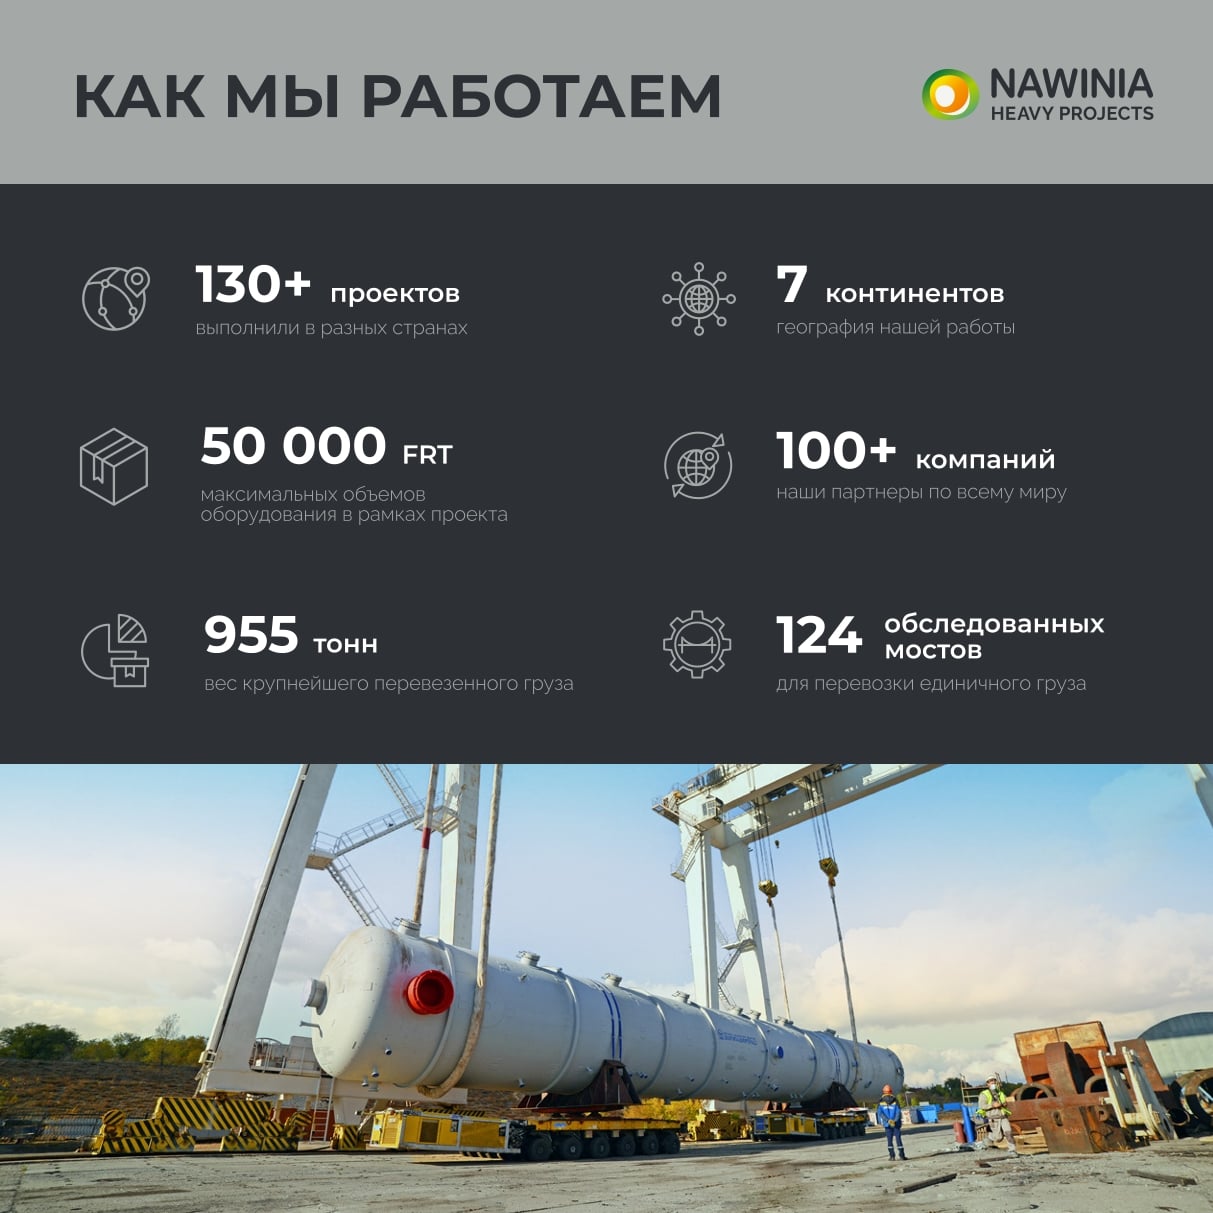 КАК МЫ РАБОТАЕМ
NAWINIA
HEAVY PROJECTS
130+ проектов
выполнили в разных странах
7 континентов
география нашей работы
50 000 FRT
максимальных объемов
оборудования в рамках проекта
100+ компаний
наши партнеры по всему миру
955 тонн
вес крупнейшего перевезенного груза
124 обследованных
мостов
для перевозки единичного груза